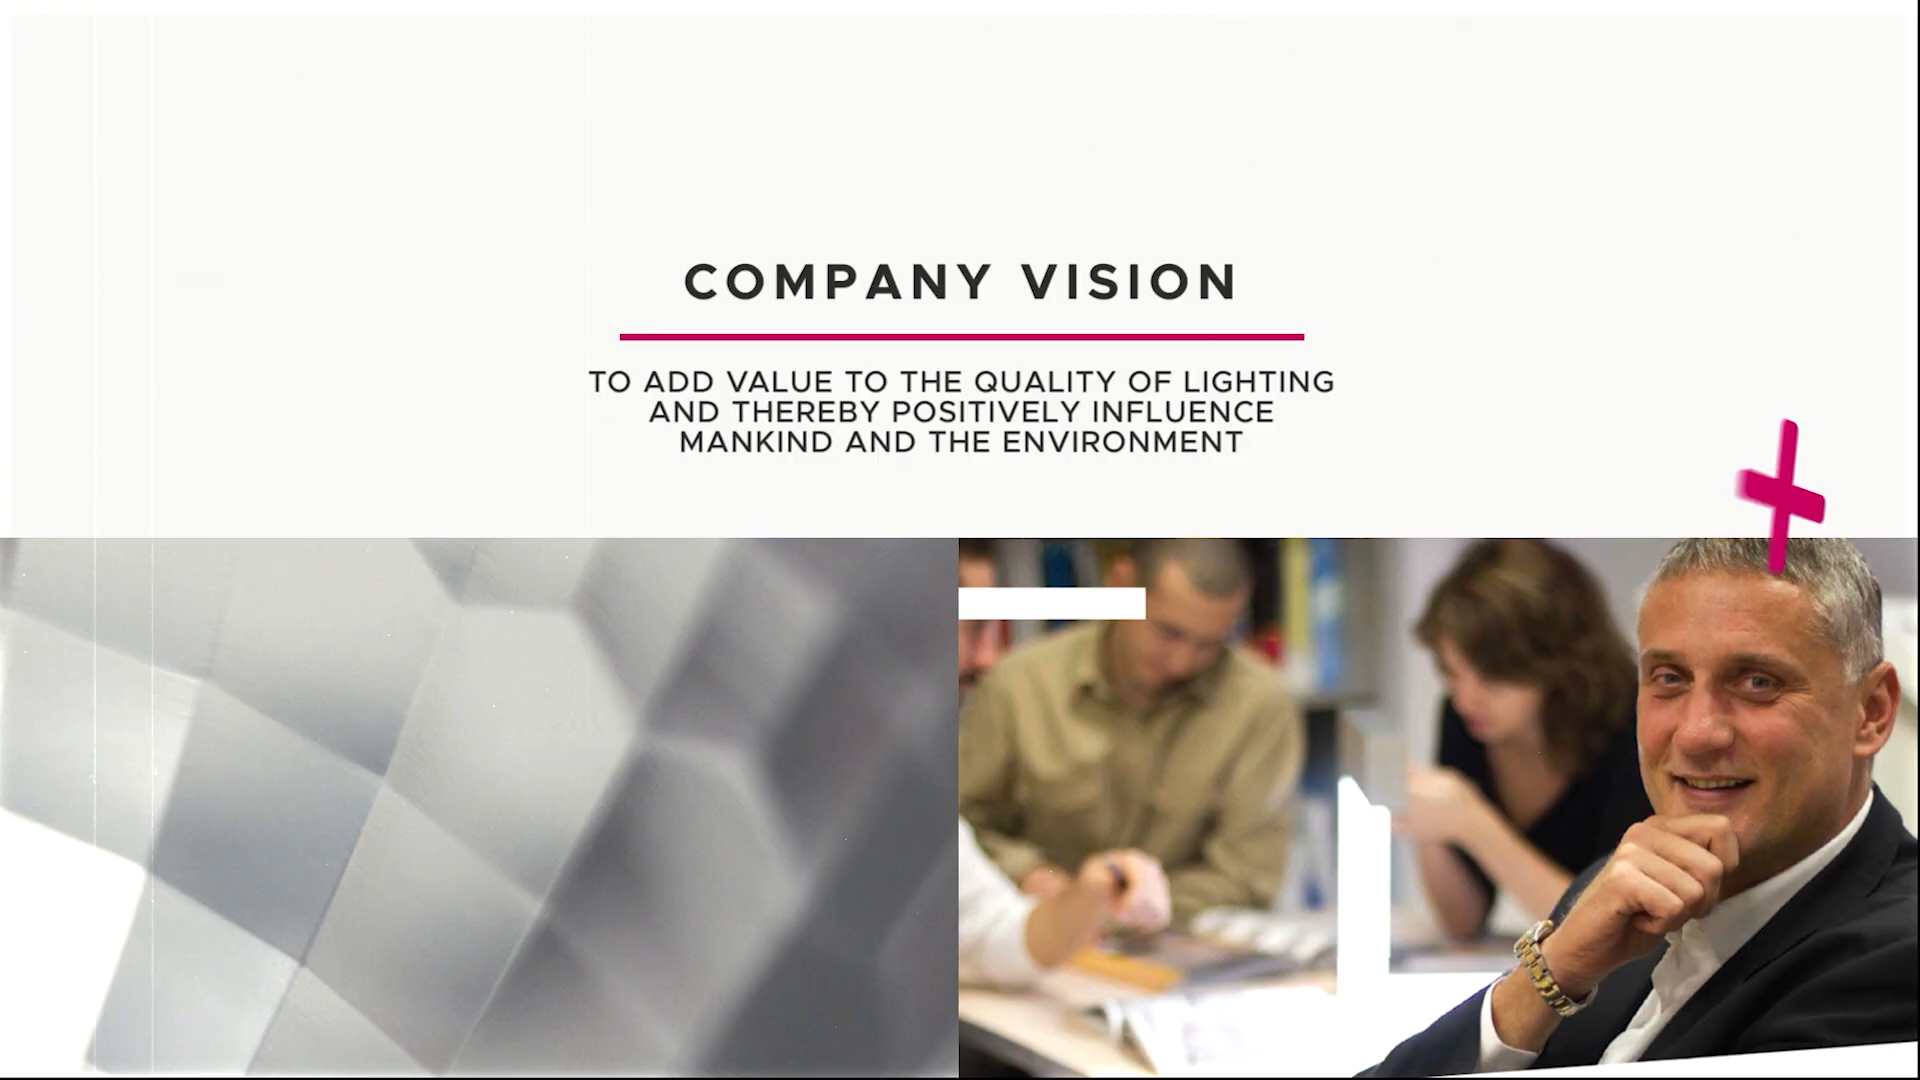 COMPANY VISION
TO ADD VALUE TO THE QUALITY OF LIGHTING
AND THEREBY POSITIVELY INFLUENCE
MANKIND AND THE ENVIRONMENT